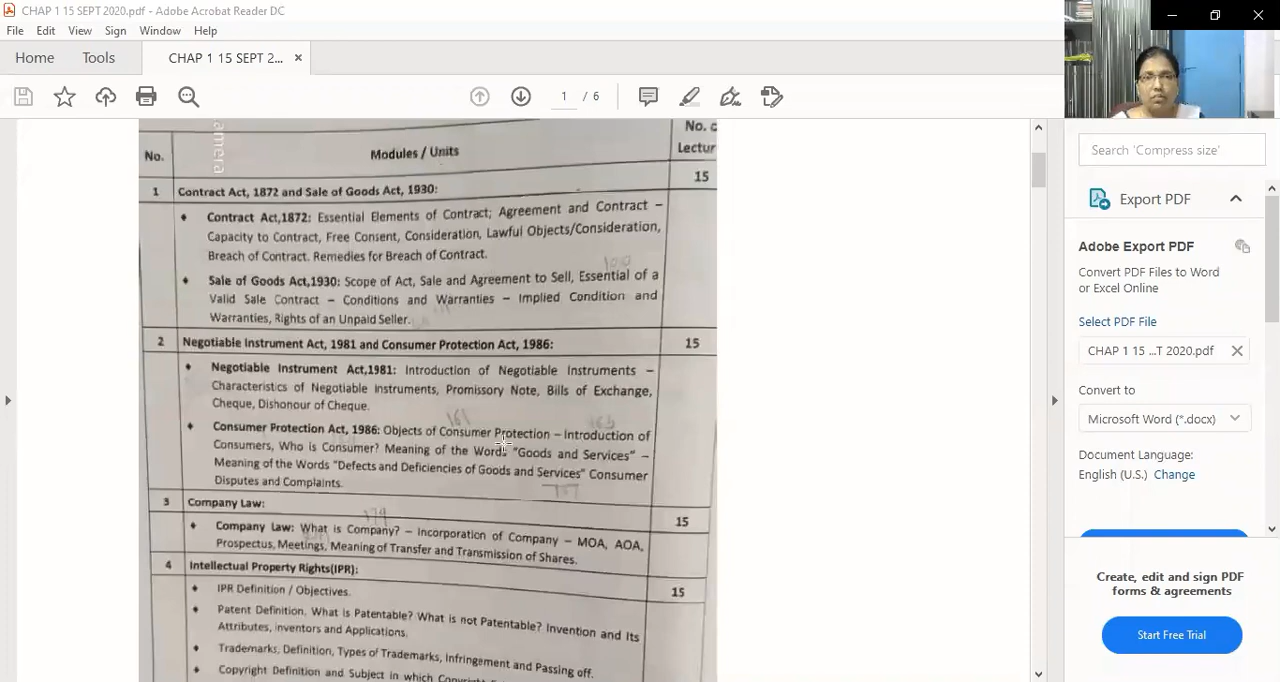 CHAP 1 15 SEPT 2020.pdf - Adobe Acrobat Reader DC
File Edit View Sign Window Help
Home Tools CHAP 1 15 SEPT 2... ×
1 / 6
amera
No. Modules / Units No. Lectur
15
1 Contract Act, 1872 and Sale of Goods Act, 1930:
Contract Act,1872: Essential Elements of Contract; Agreement and Contract –
Capacity to Contract, Free Consent, Consideration, Lawful Objects/Consideration,
Breach of Contract. Remedies for Breach of Contract.
Sale of Goods Act,1930: Scope of Act, Sale and Agreement to Sell, Essential of a
Valid Sale Contract – Conditions and Warranties – Implied Condition and
Warranties, Rights of an Unpaid Seller.
2 Negotiable Instrument Act, 1981 and Consumer Protection Act, 1986: 15
Negotiable Instrument Act,1981: Introduction of Negotiable Instruments –
Characteristics of Negotiable Instruments, Promissory Note, Bills of Exchange,
Cheque, Dishonour of Cheque.
161
Consumer Protection Act, 1986: Objects of Consumer Protection – Introduction of
Consumers, Who is Consumer? Meaning of the Words "Goods and Services" –
Meaning of the Words "Defects and Deficiencies of Goods and Services" Consumer
Disputes and Complaints.
3 Company Law:
15
Company Law: What is Company? – Incorporation of Company – MOA, AOA,
Prospectus, Meetings, Meaning of Transfer and Transmission of Shares.
4 Intellectual Property Rights(IPR):
15
IPR Definition / Objectives.
Patent Definition. What is Patentable? What is not Patentable? Invention and Its
Attributes, Inventors and Applications.
Trademarks, Definition, Types of Trademarks, Infringement and Passing off.
Copyright Definition and Subject in which
Search 'Compress size'
Export PDF
Adobe Export PDF
Convert PDF Files to Word
or Excel Online
Select PDF File
CHAP 1 15 ...T 2020.pdf
Convert to
Microsoft Word (*.docx)
Document Language:
English (U.S.) Change
Create, edit and sign PDF
forms & agreements
Start Free Trial